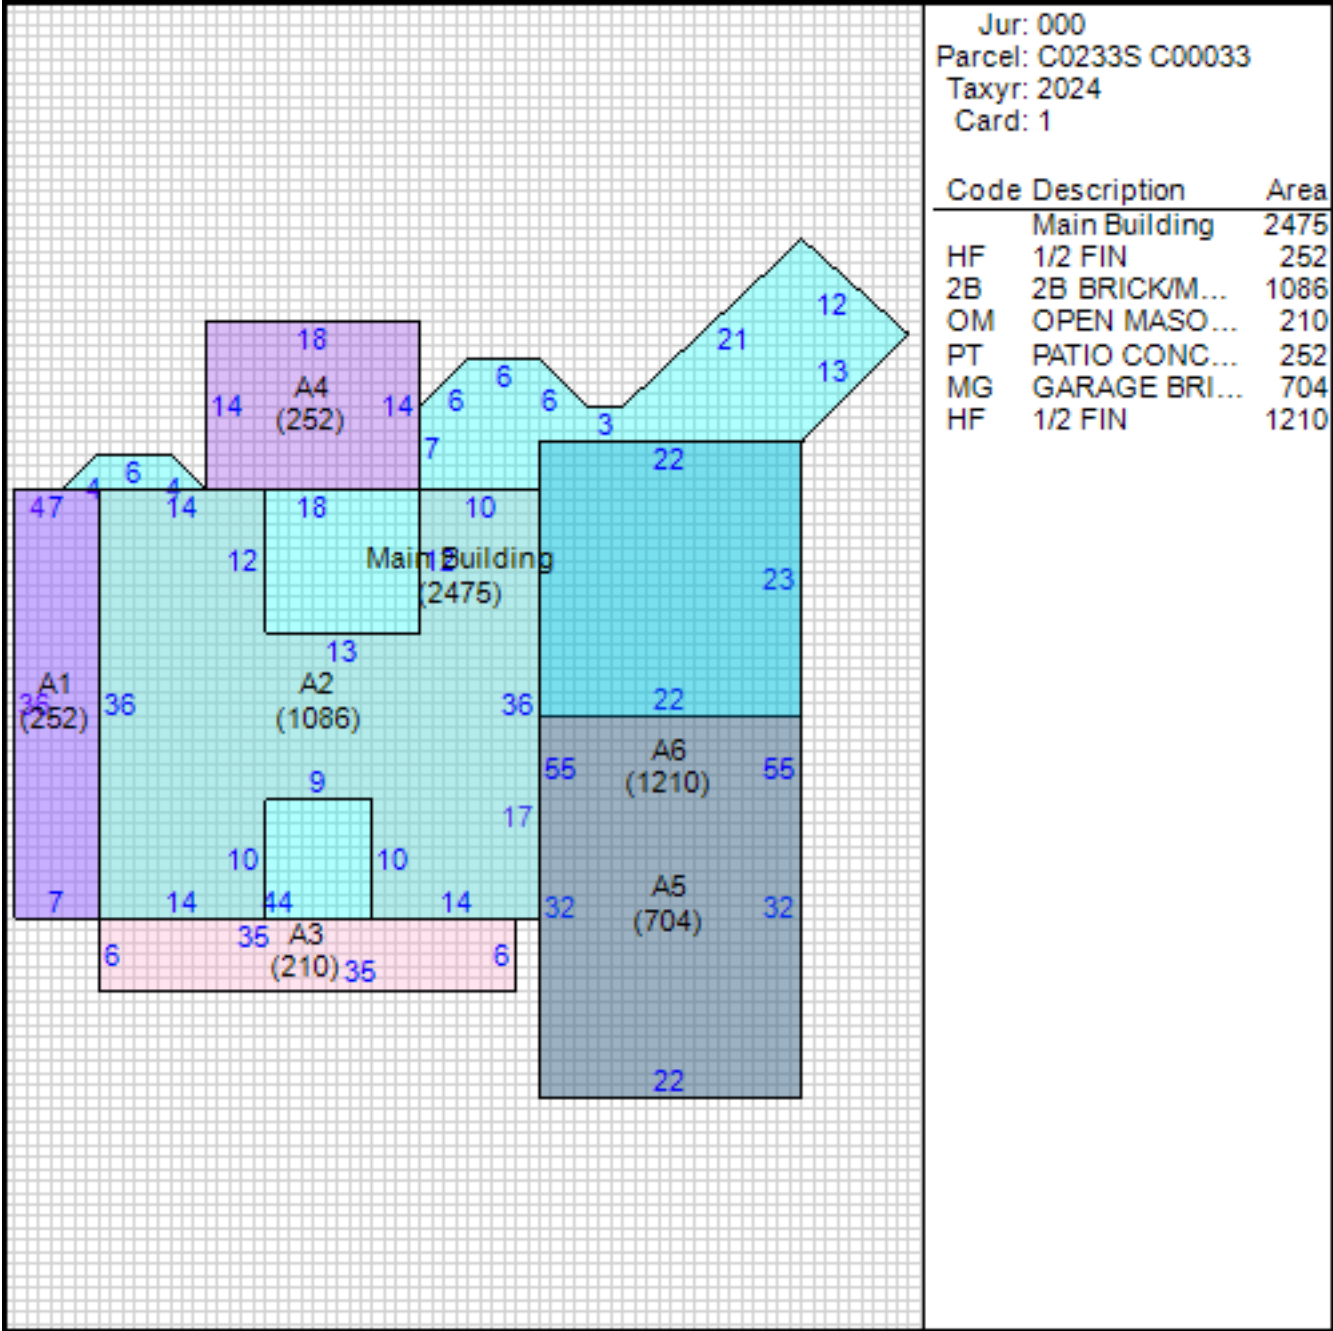 Jur: 000
Parcel: C0233S C00033
Taxyr: 2024
Card: 1
Code Description Area
Main Building 2475
HF 1/2 FIN 252
2B 2B BRICK/M... 1086
OM OPEN MASO... 210
PT PATIO CONC... 252
MG GARAGE BRI... 704
HF 1/2 FIN 1210
12
18
21
13
6
A4
14
14
6
6
(252)
3
7
22
6
4
4
47
14
18
10
12
Main Building
23
(2475)
13
A1
A2
36
36
22
(252)
(1086)
A6
55
55
(1210)
9
17
10
10
A5
7
14
44
14
32
32
(704)
35
A3
6
6
(210)
35
22